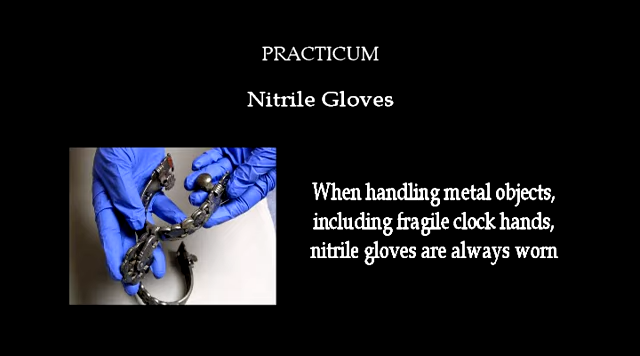 PRACTICUM
Nitrile Gloves
When handling metal objects,
including fragile clock hands,
nitrile gloves are always worn